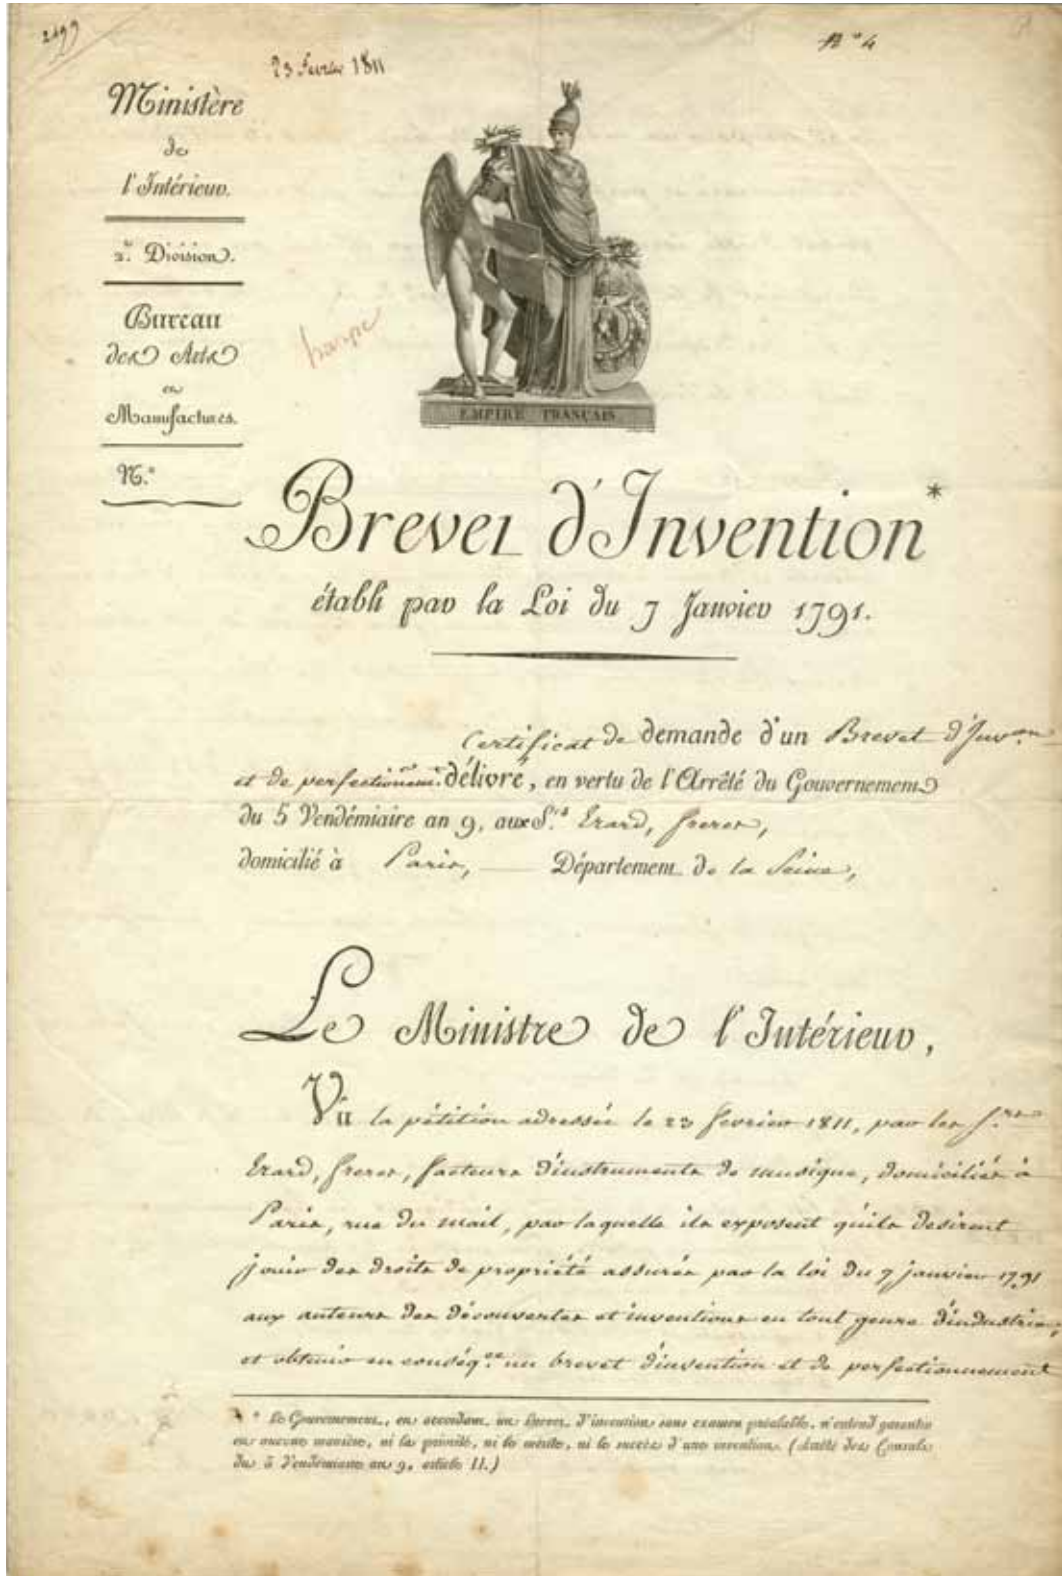 2499
N° 4
23 fevrier 1811
Ministère
de
l'Intérieur.
2.e Division.
Bureau
des Arts
et
Manufactures.
N.°
harpe
EMPIRE FRANÇAIS
Brevet d'Invention*
établi par la Loi du 7 Janvier 1791.
Certificat de demande d'un Brevet d'Inv.on
et de perfectionnem.t délivré, en vertu de l'Arrêté du Gouvernement
du 5 Vendémiaire an 9, aux S.rs Erard, freres,
domicilié à Paris, Département de la Seine,
Le Ministre de l'Intérieur,
Vu la pétition adressée le 23 fevrier 1811, par les S.rs
Erard, freres, facteurs d'instruments de musique, domiciliés à
Paris, rue du mail, par laquelle ils exposent qu'ils desirent
jouir des droits de propriété assurés par la loi du 7 janvier 1791
aux auteurs des découvertes et inventions en tout genre d'industrie,
et obtenir en conséq.ce un brevet d'invention et de perfectionnement
* Le Gouvernement, en accordant un brevet d'invention sans examen préalable, n'entend garantir
en aucune manière, ni la priorité, ni le mérite, ni le succès d'une invention. (Arrêté des Consuls
du 5 Vendémiaire an 9, article II.)